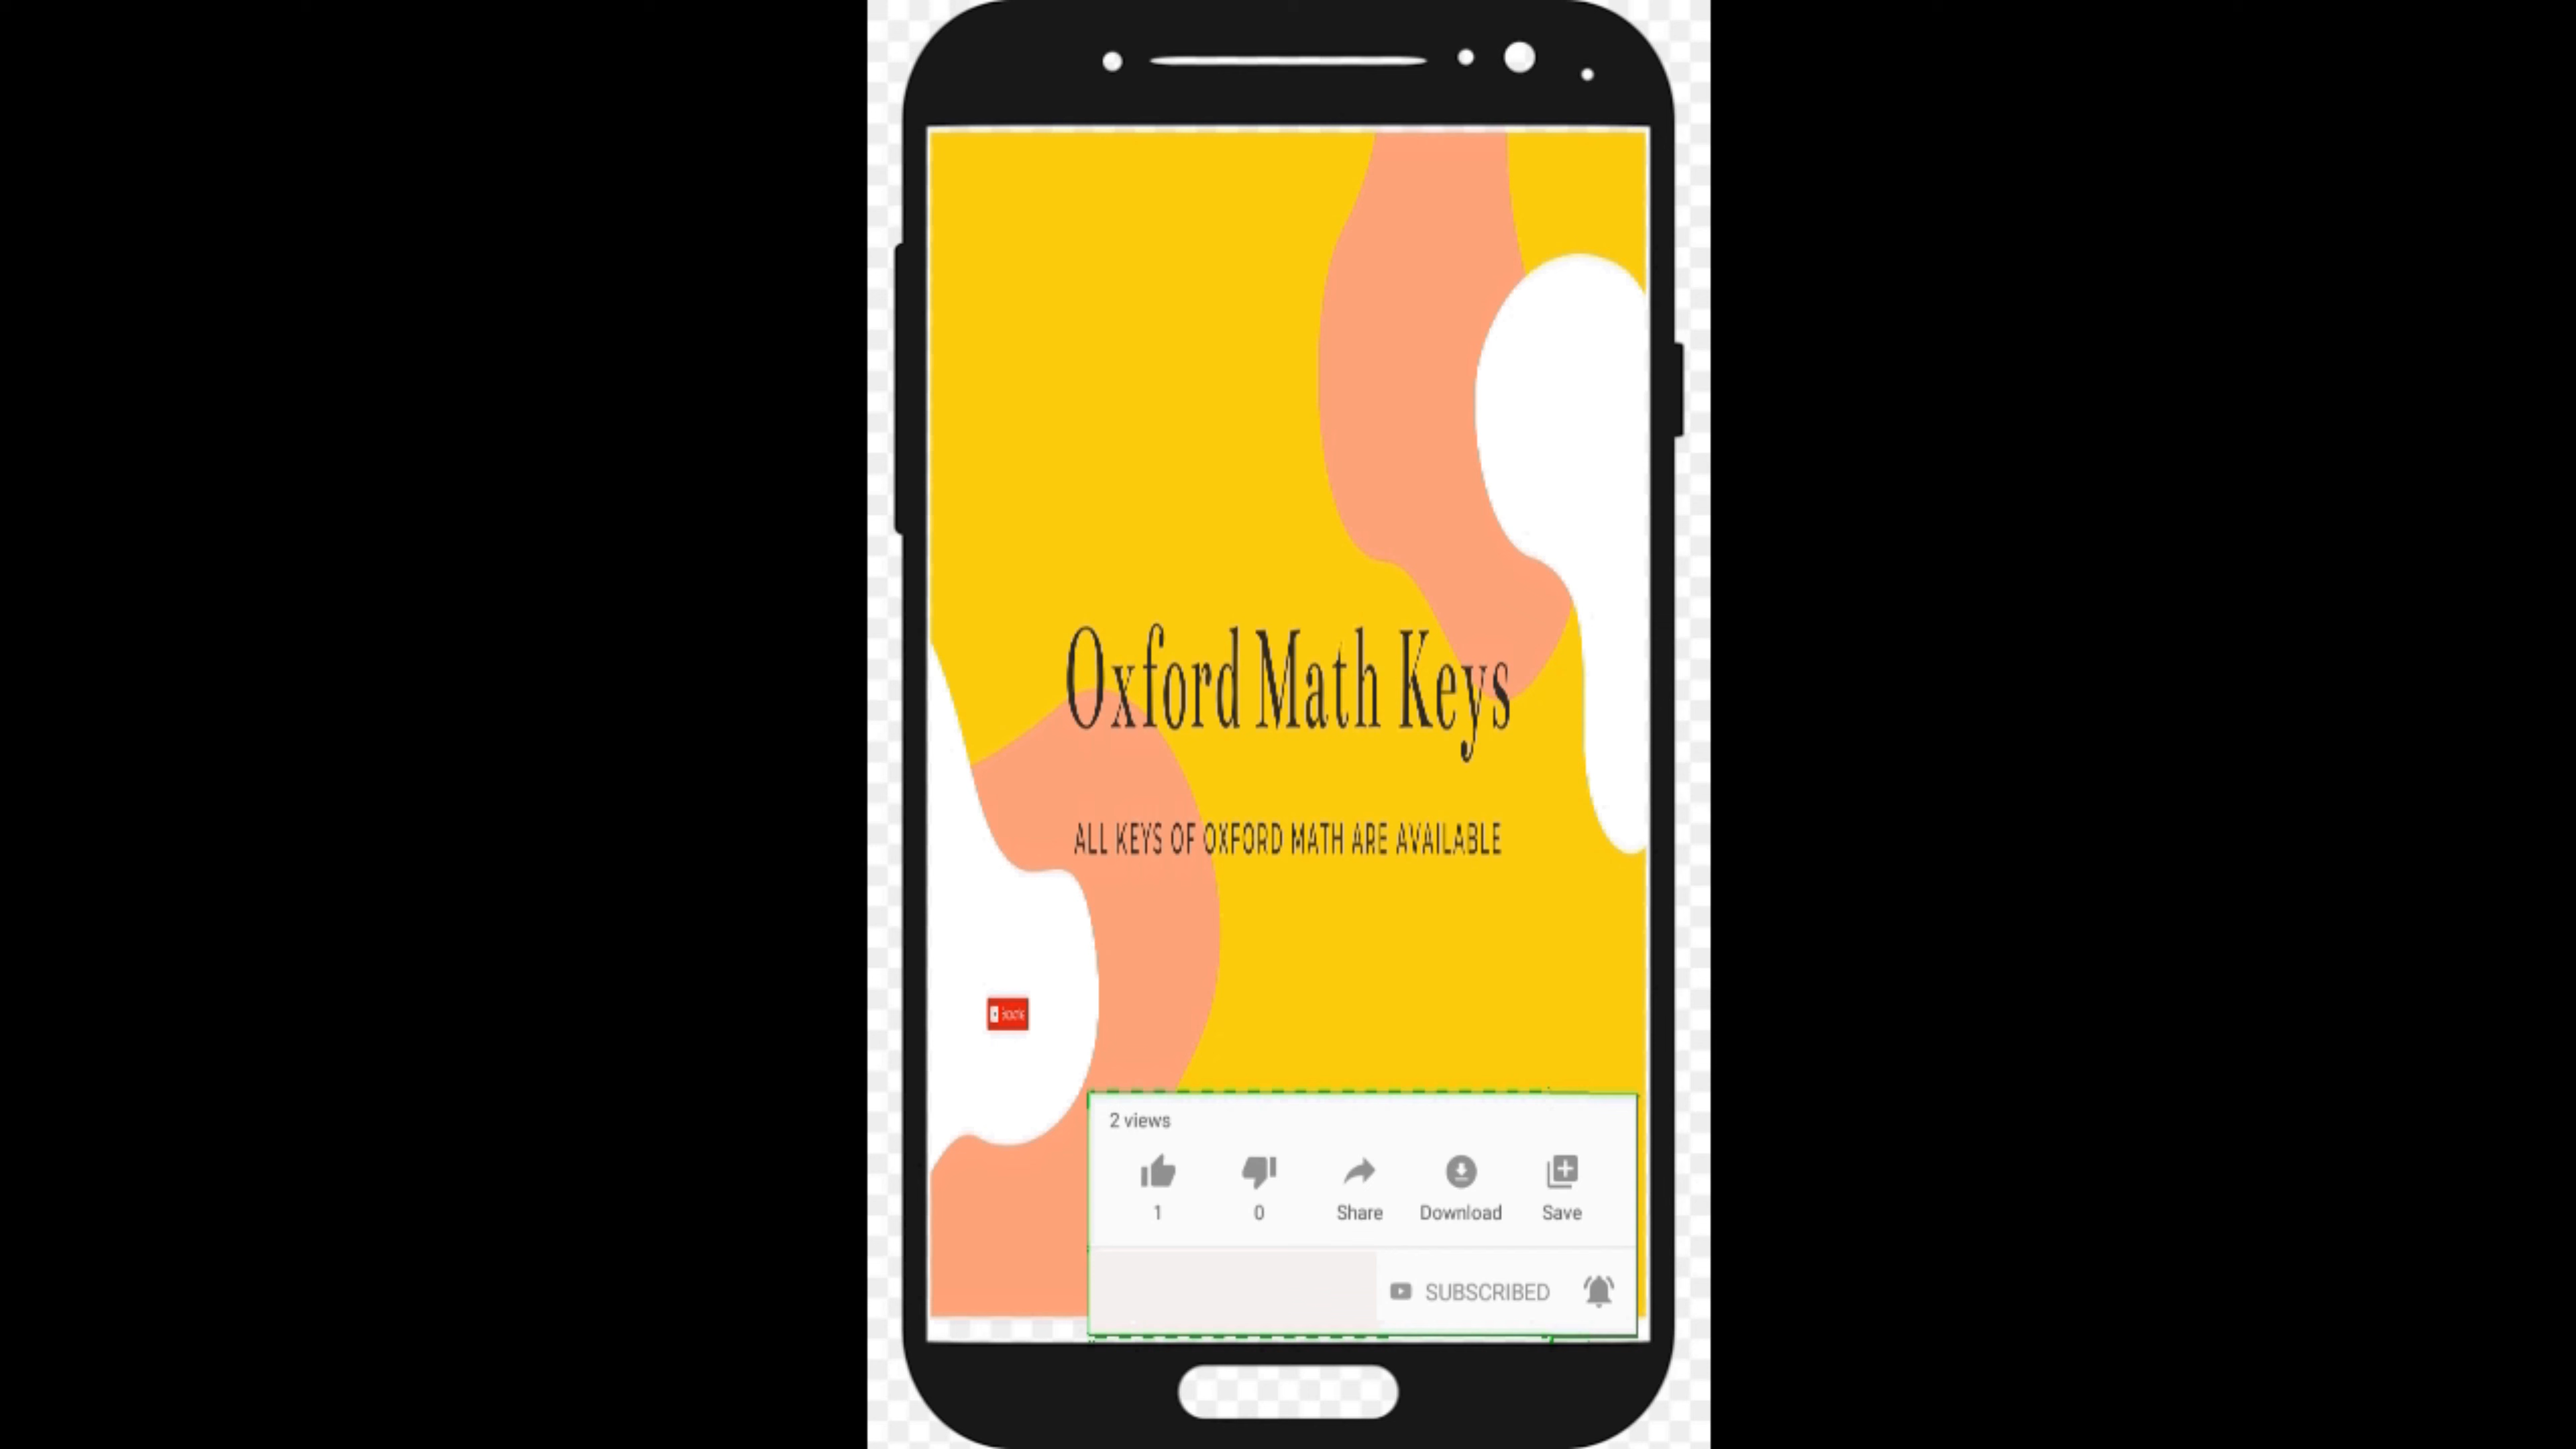 Oxford Math Keys
ALL KEYS OF OXFORD MATH ARE AVAILABLE
2 views
1 0 Share Download Save
SUBSCRIBED